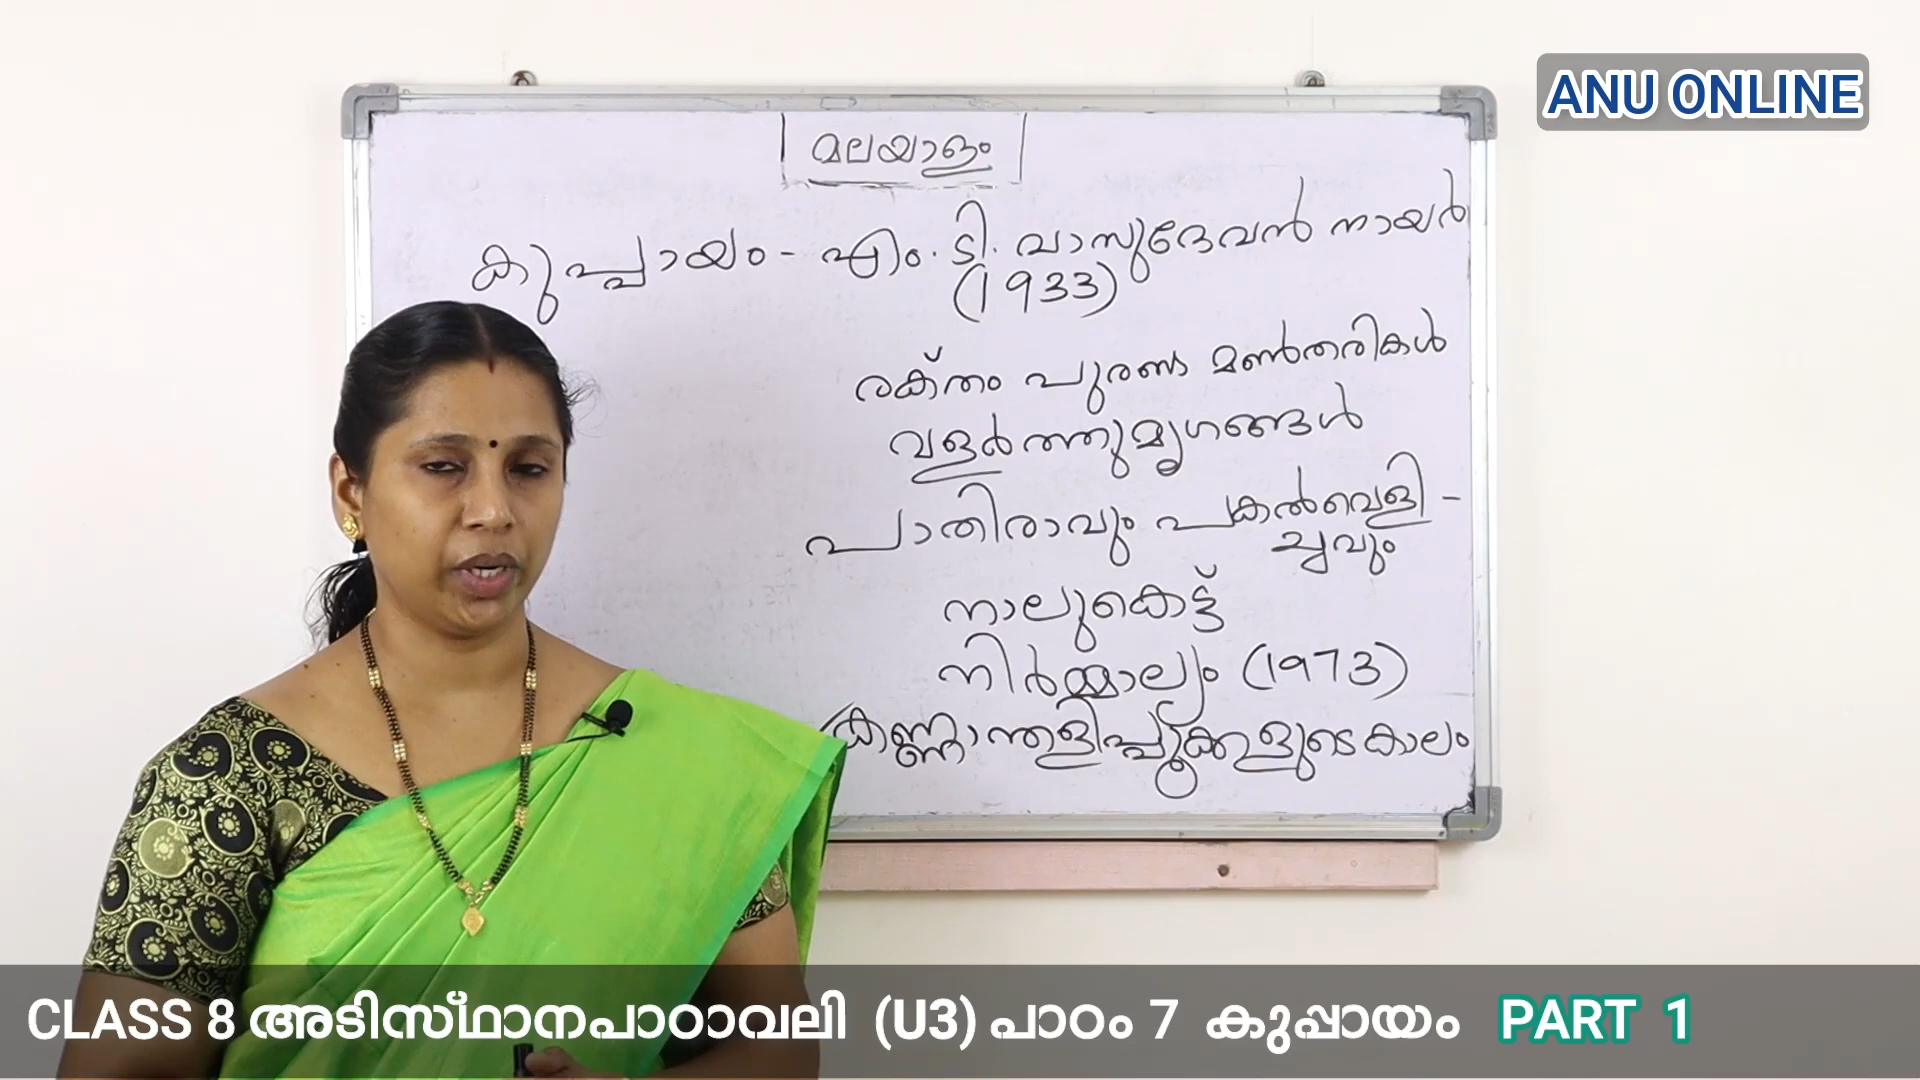 ANU ONLINE
മലയാളം
കുപ്പായം - എം. ടി. വാസുദേവൻ നായർ
(1933)
രക്തം പുരണ്ട മൺതരികൾ
വളർത്തുമൃഗങ്ങൾ
പാതിരാവും പകൽവെളി-
ച്ചവും
നാലുകെട്ട്
നിർമ്മാല്യം (1973)
കണ്ണാന്തളിപ്പൂക്കളുടെ കാലം
CLASS 8 അടിസ്ഥാനപാഠാവലി (U3) പാഠം 7 കുപ്പായം PART 1